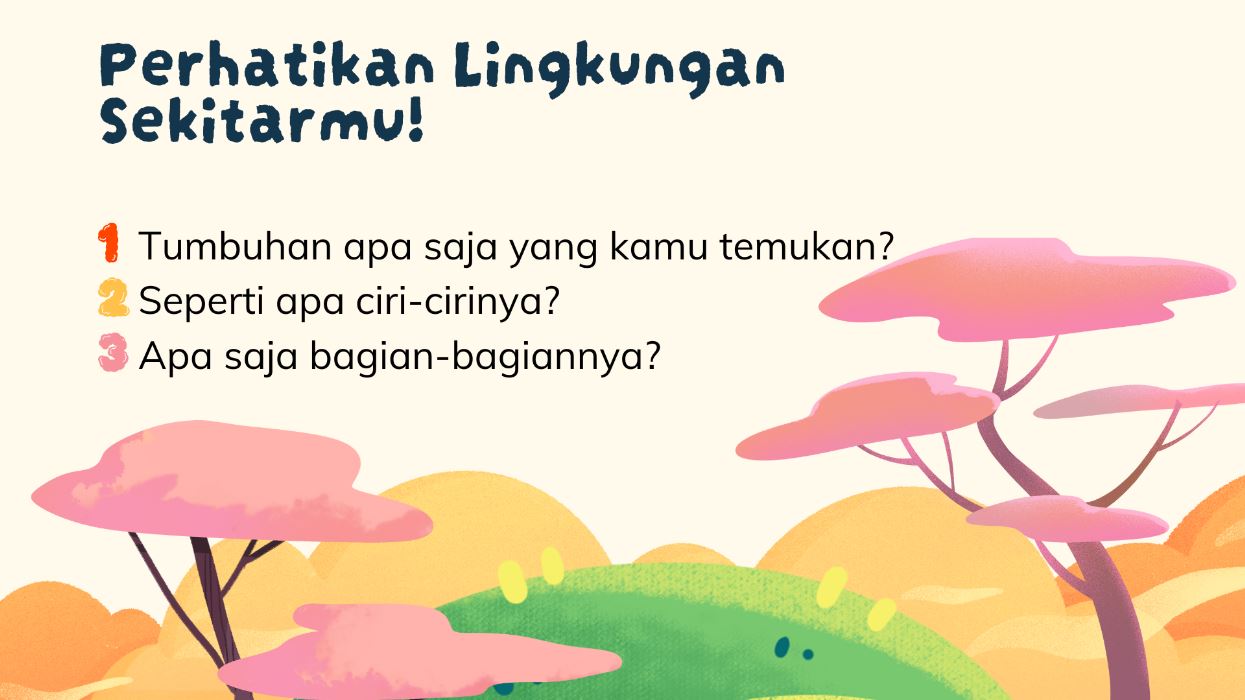 Perhatikan Lingkungan
Sekitarmu!
1 Tumbuhan apa saja yang kamu temukan?
2 Seperti apa ciri-cirinya?
3 Apa saja bagian-bagiannya?